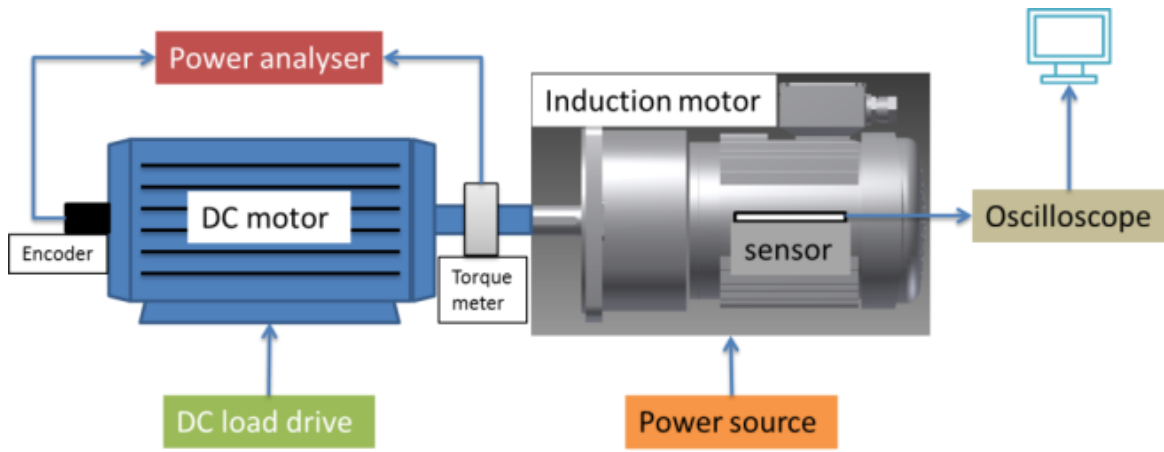 Power analyser
Induction motor
DC motor
Encoder
Torque
meter
sensor
Oscilloscope
DC load drive
Power source